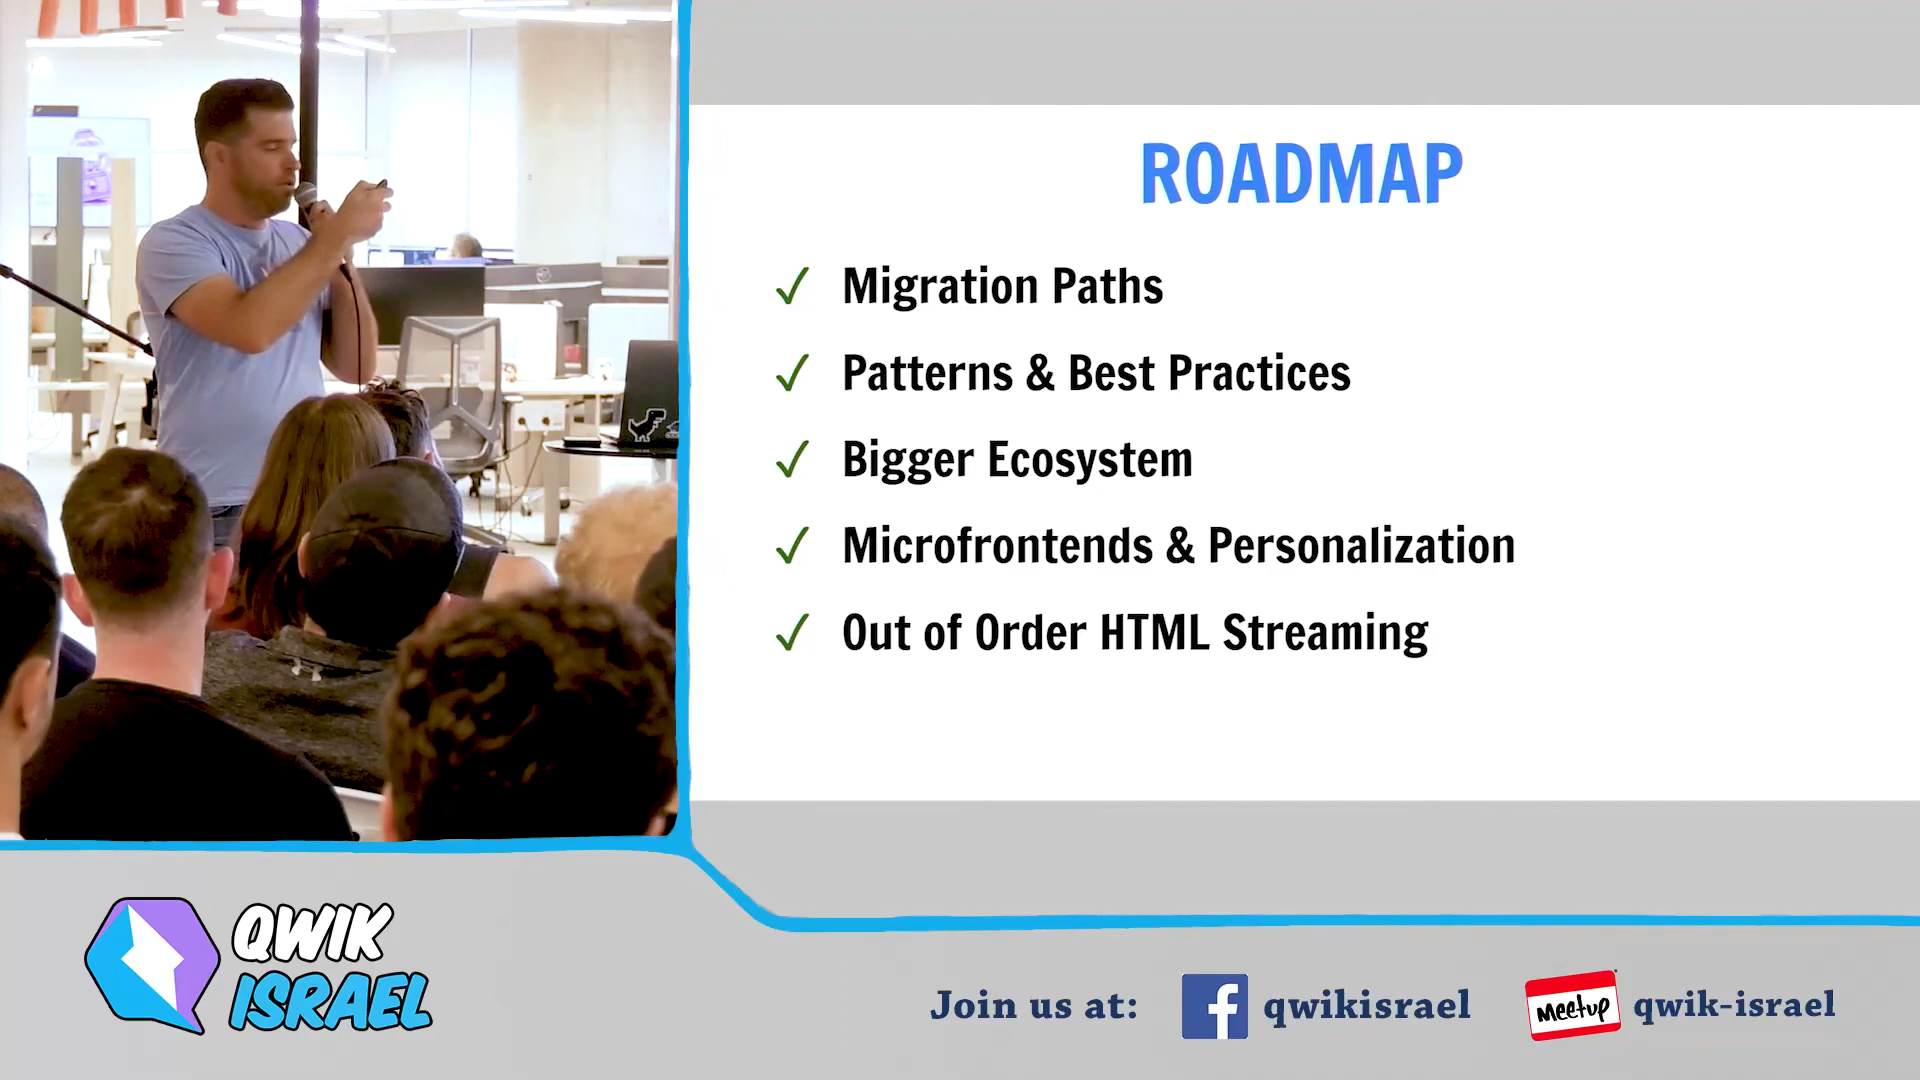 ROADMAP
✓ Migration Paths
✓ Patterns & Best Practices
✓ Bigger Ecosystem
✓ Microfrontends & Personalization
✓ Out of Order HTML Streaming
QWIK
ISRAEL
Join us at:
f qwikisrael
Meetup qwik-israel